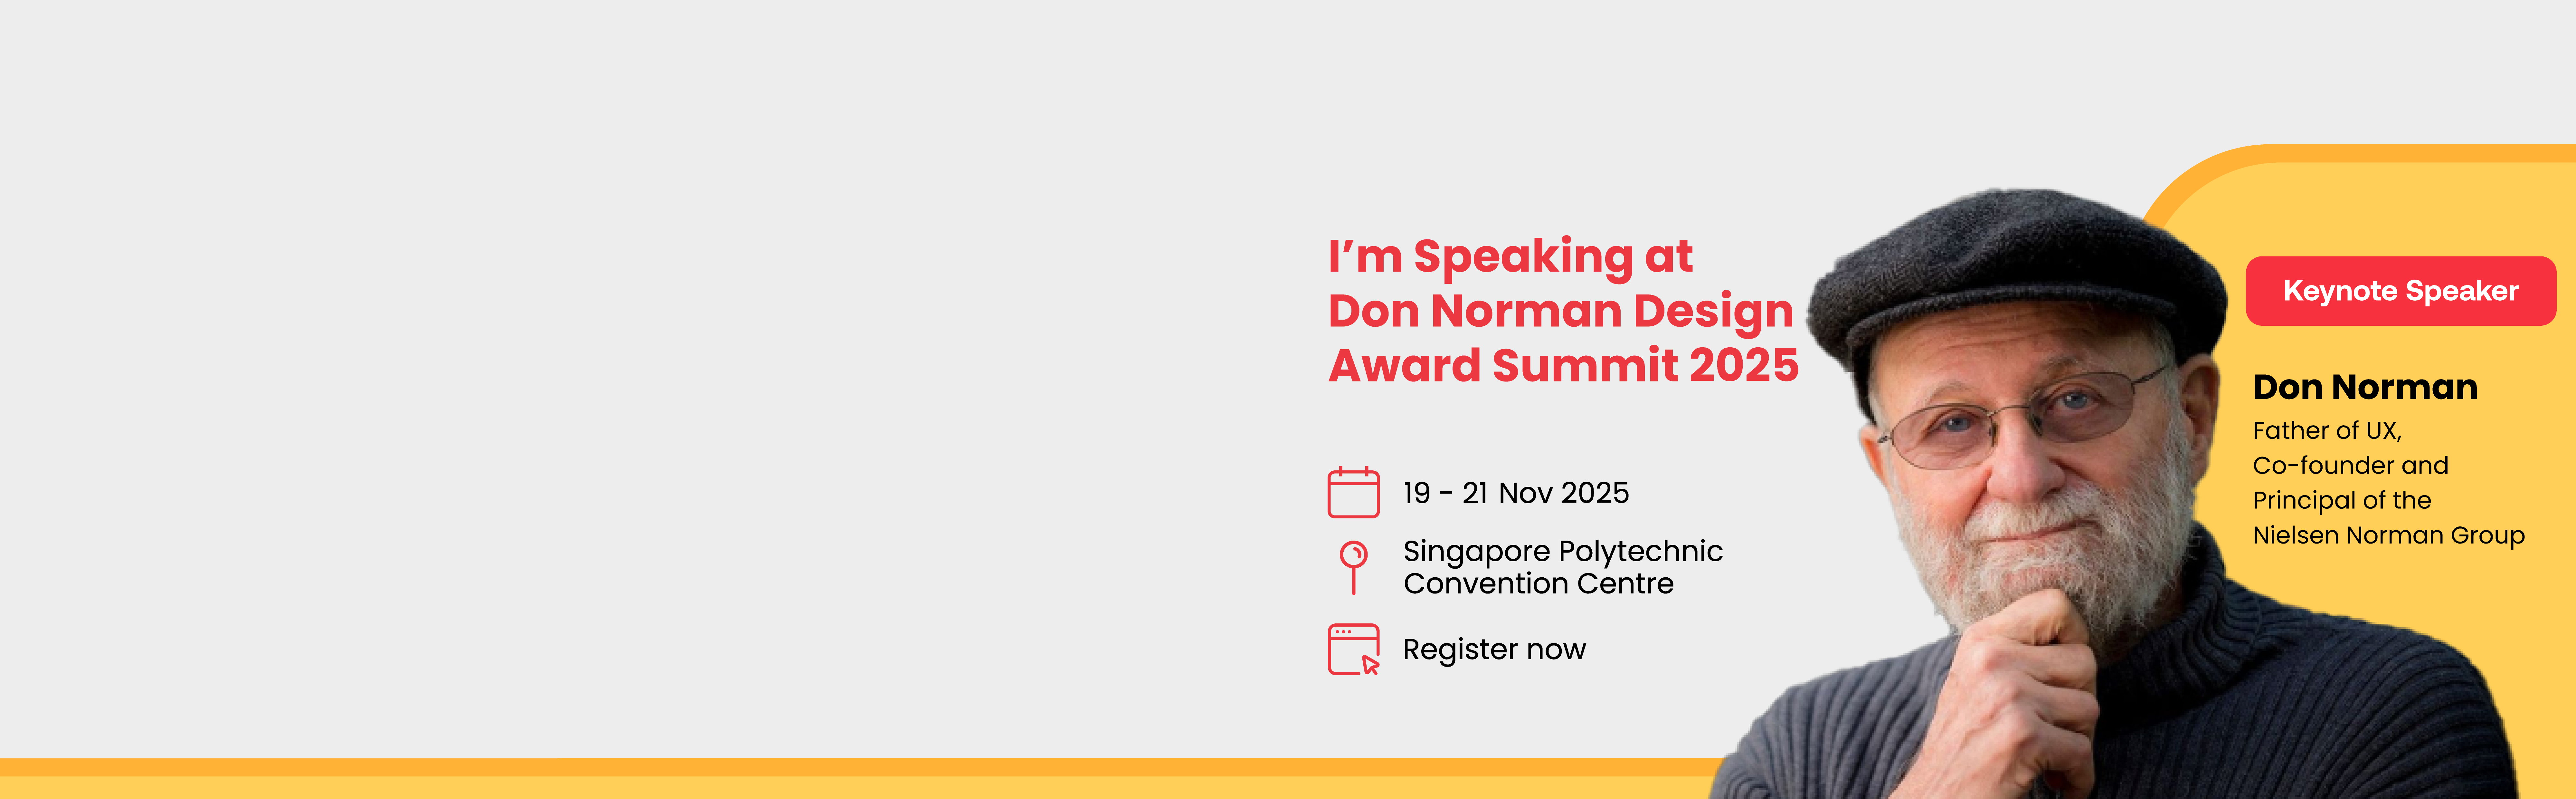 I’m Speaking at
Don Norman Design
Award Summit 2025
19 - 21 Nov 2025
Singapore Polytechnic
Convention Centre
Register now
Keynote Speaker
Don Norman
Father of UX,
Co-founder and
Principal of the
Nielsen Norman Group